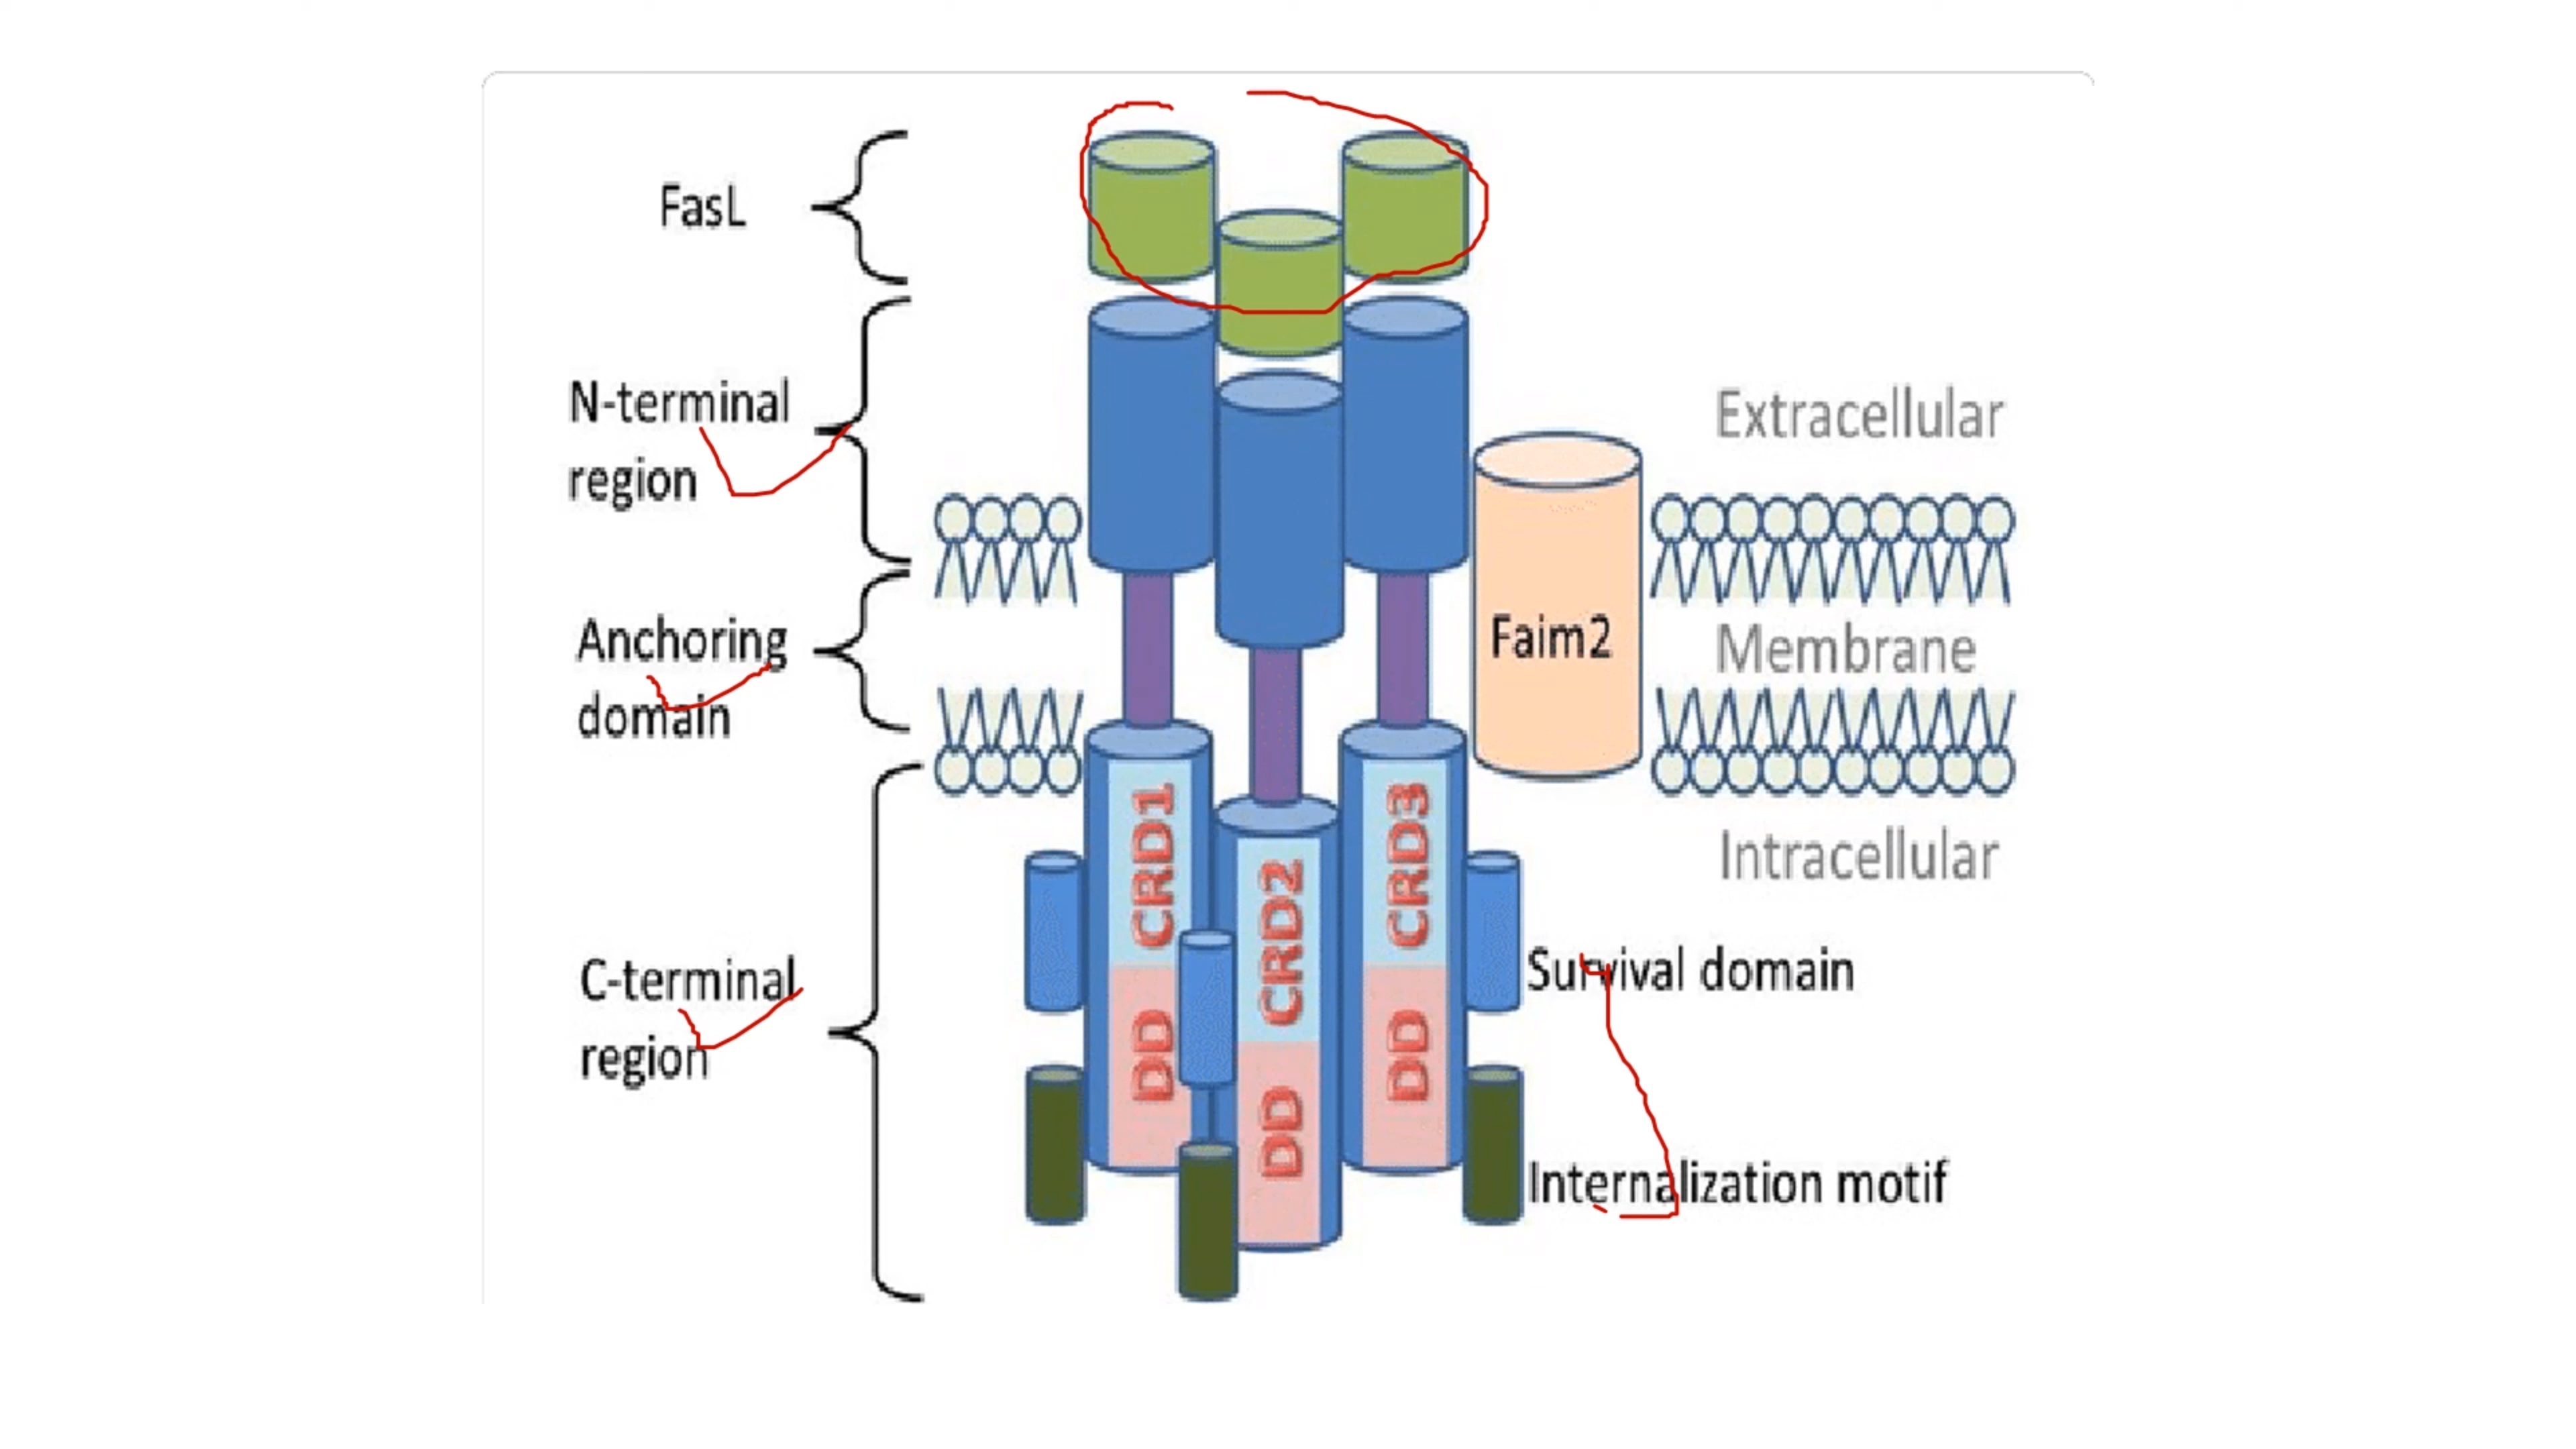 FasL
N-terminal
region
Anchoring
domain
C-terminal
region
Faim2
Extracellular
Membrane
Intracellular
CRD1
CRD2
CRD3
DD
DD
DD
Survival domain
Internalization motif